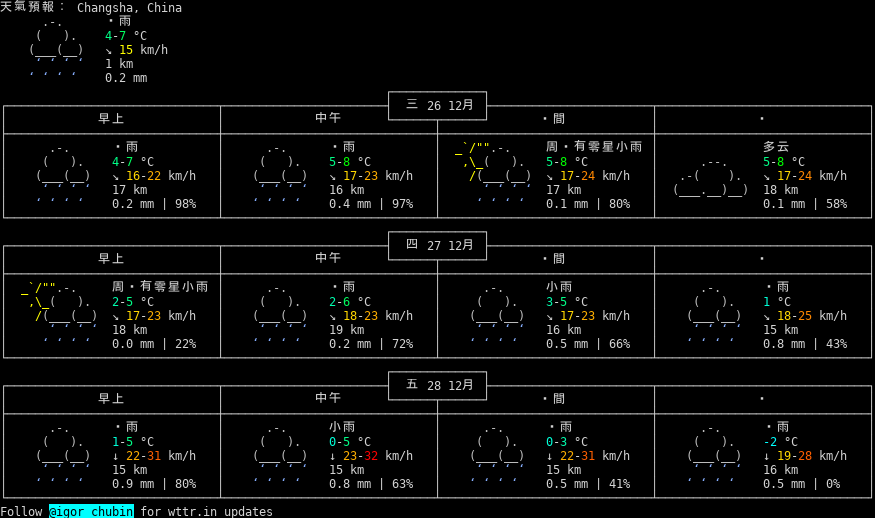 天氣預報： Changsha, China
・雨
4-7 °C
↘ 15 km/h
1 km
0.2 mm
三 26 12月
早上 中午 ・間 ・
・雨 ・雨 周・有零星小雨 多云
4-7 °C 5-8 °C 5-8 °C 5-8 °C
↘ 16-22 km/h ↘ 17-23 km/h ↘ 17-24 km/h ↘ 17-24 km/h
17 km 16 km 17 km 18 km
0.2 mm | 98% 0.4 mm | 97% 0.1 mm | 80% 0.1 mm | 58%
四 27 12月
早上 中午 ・間 ・
周・有零星小雨 ・雨 小雨 ・雨
2-5 °C 2-6 °C 3-5 °C 1 °C
↘ 17-23 km/h ↘ 18-23 km/h ↘ 17-23 km/h ↘ 18-25 km/h
18 km 19 km 16 km 15 km
0.0 mm | 22% 0.2 mm | 72% 0.5 mm | 66% 0.8 mm | 43%
五 28 12月
早上 中午 ・間 ・
・雨 小雨 ・雨 ・雨
1-5 °C 0-5 °C 0-3 °C -2 °C
↓ 22-31 km/h ↓ 23-32 km/h ↓ 22-31 km/h ↓ 19-28 km/h
15 km 15 km 15 km 16 km
0.9 mm | 80% 0.8 mm | 63% 0.5 mm | 41% 0.5 mm | 0%
Follow @igor_chubin for wttr.in updates